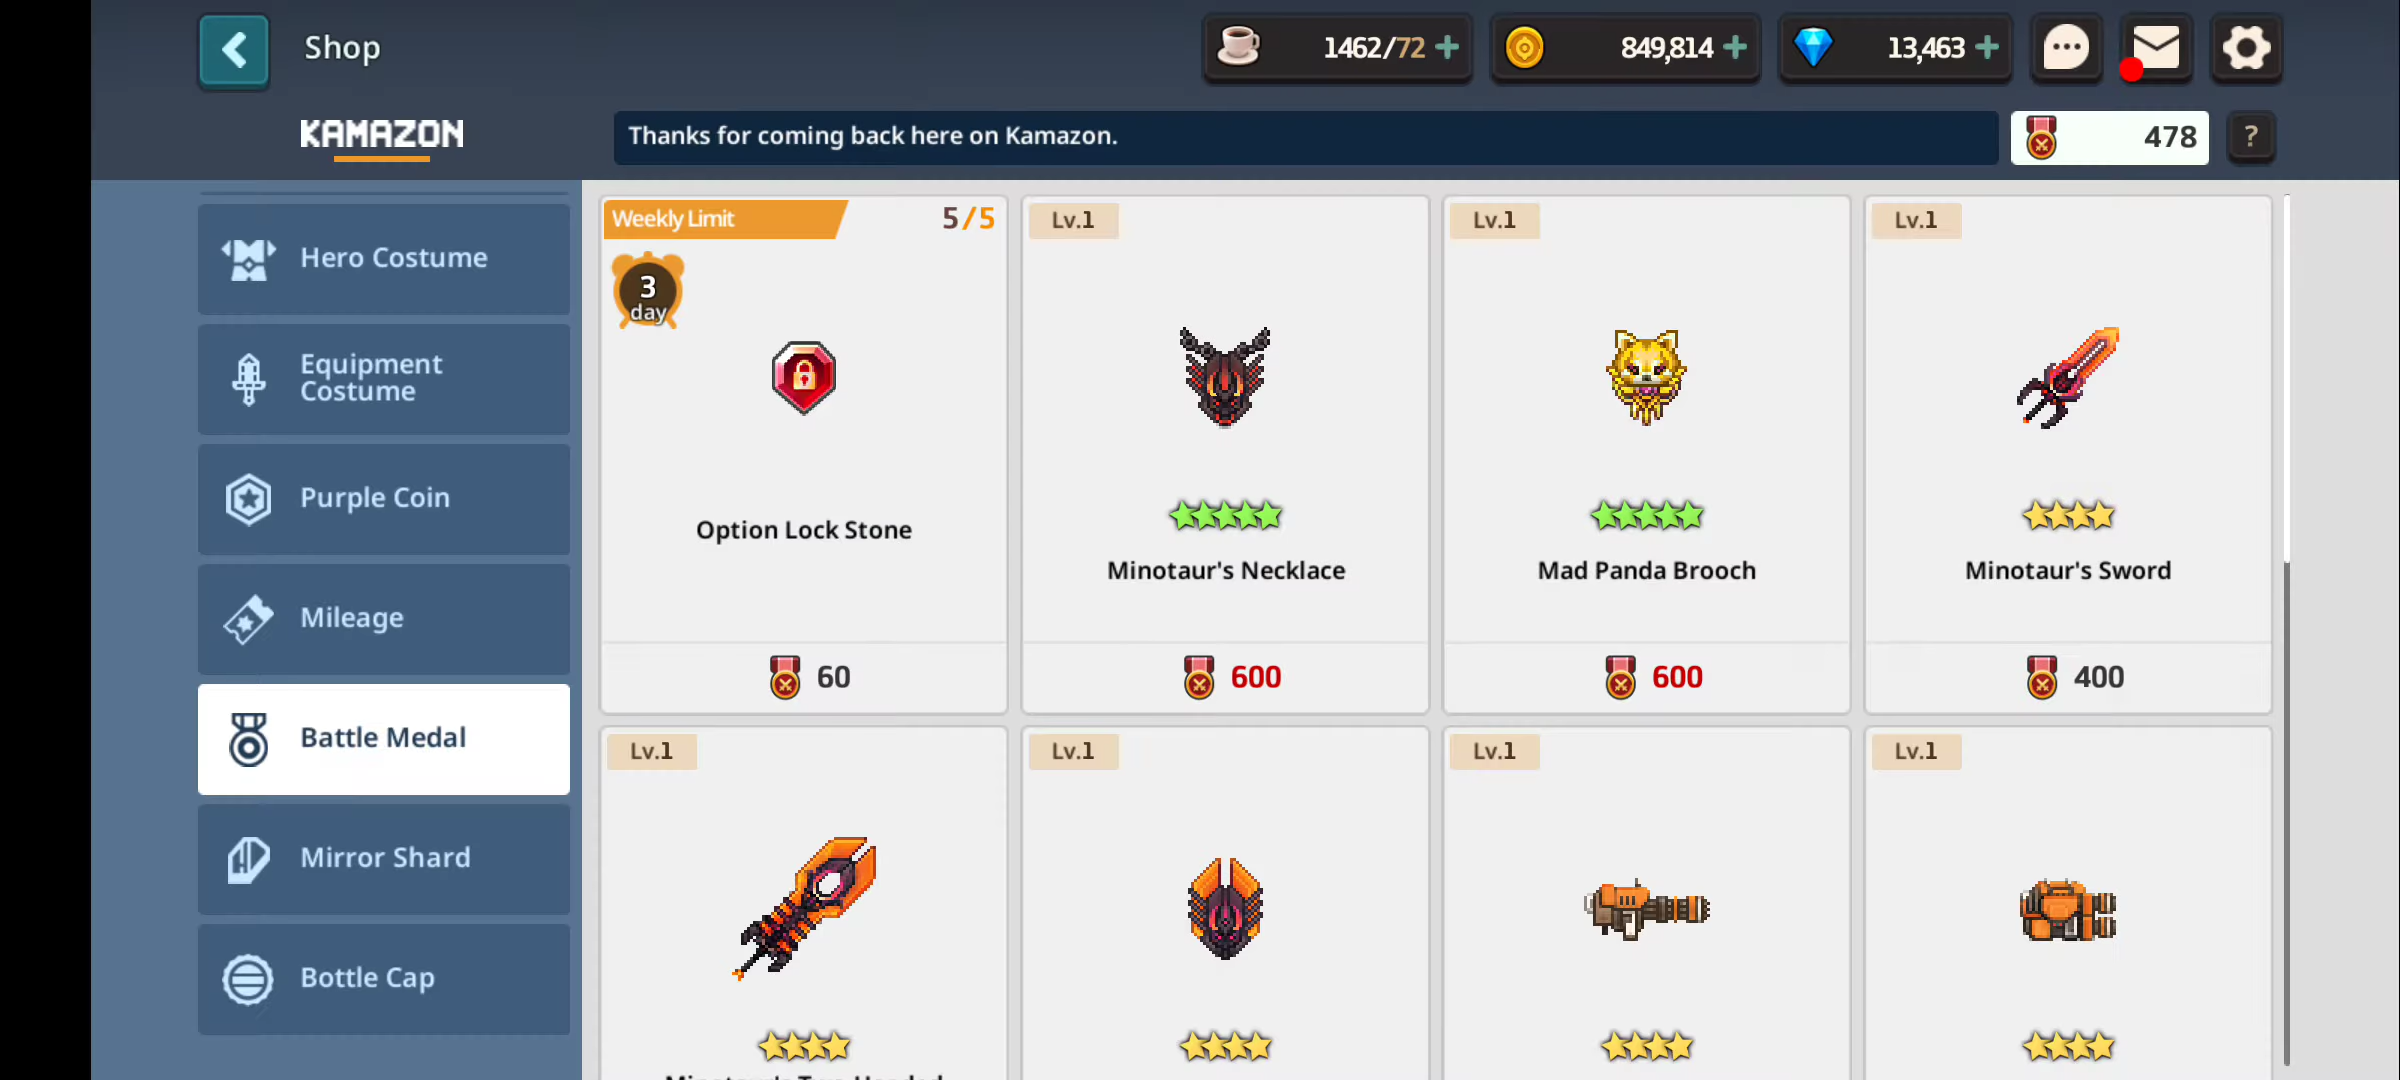 Shop
1462/72
849,814
13,463
KAMAZON
Thanks for coming back here on Kamazon.
478
?
Hero Costume
Equipment
Costume
Purple Coin
Mileage
Battle Medal
Mirror Shard
Bottle Cap
Weekly Limit 5/5
3
day
Option Lock Stone
60
Lv.1
Minotaur's Necklace
600
Lv.1
Mad Panda Brooch
600
Lv.1
Minotaur's Sword
400
Lv.1
Minotaur's Two-Handed
Lv.1
Lv.1
Lv.1